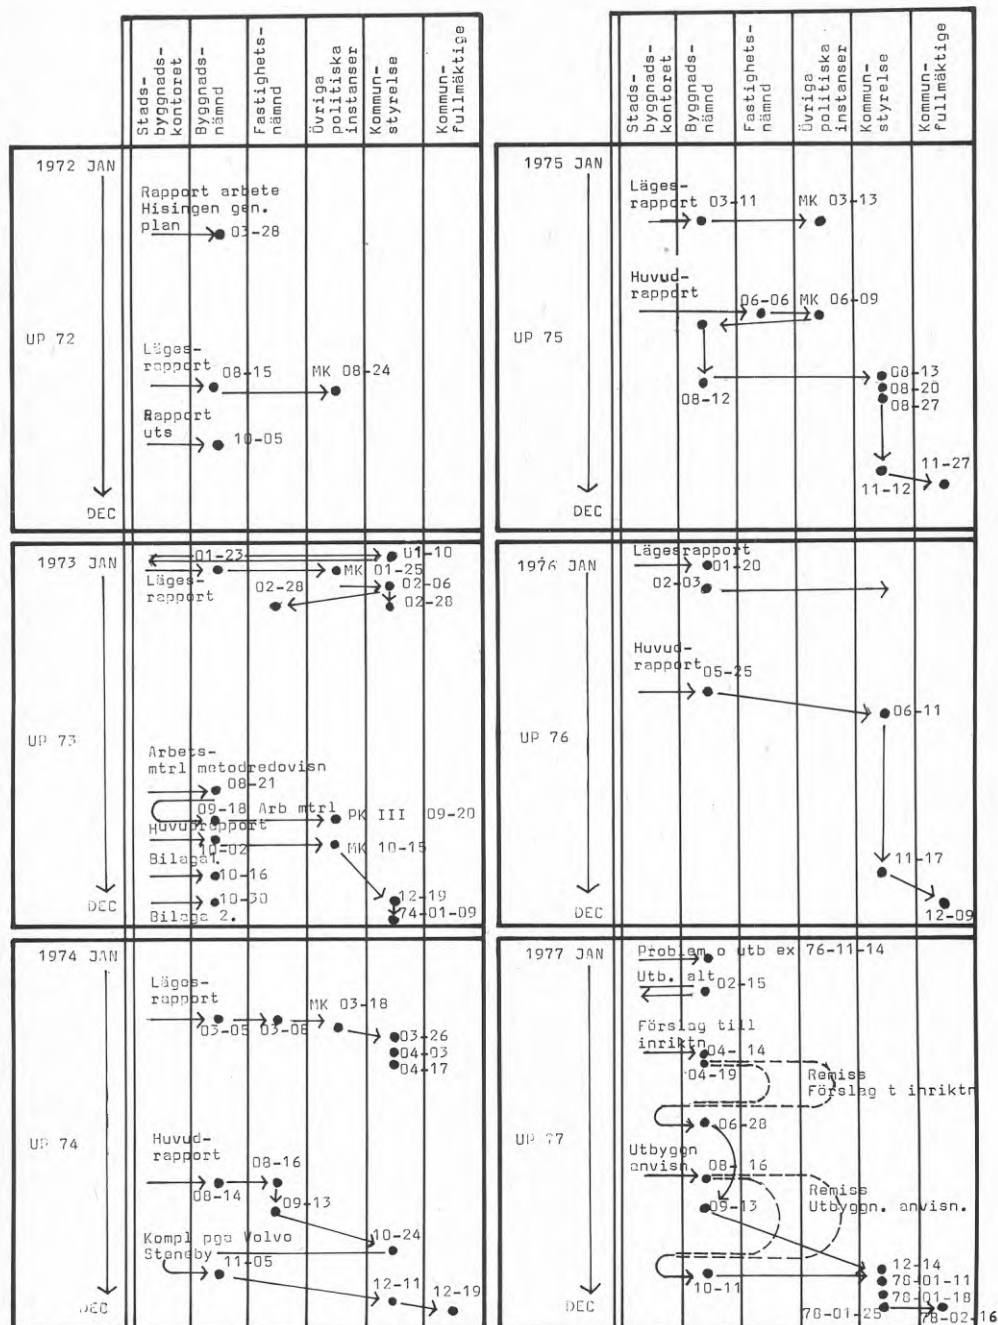 Stads-
byggnads-
kontoret
Byggnads-
nämnd
Fastighets-
nämnd
Övriga
politiska
instanser
Kommun-
styrelse
Kommun-
fullmäktige
1972 JAN
UP 72
DEC
Rapport arbete
Hisingen gen.
plan
03-28
Läges-
rapport
08-15
MK 08-24
Rapport
uts
10-05
1973 JAN
UP 73
DEC
01-23
01-10
MK 01-25
Läges-
rapport
02-28
02-06
02-28
Arbets-
mtrl metodredovisn
08-21
09-18 Arb mtrl
PK III 09-20
Huvudrapport
10-02
MK 10-15
Bilaga 1.
10-16
10-30
Bilaga 2.
12-19
74-01-09
1974 JAN
UP 74
DEC
Läges-
rapport
03-05
03-08
MK 03-18
03-26
04-03
04-17
Huvud-
rapport
08-14
08-16
09-13
Kompl pga Volvo
Steneby
11-05
10-24
12-11
12-19
Stads-
byggnads-
kontoret
Byggnads-
nämnd
Fastighets-
nämnd
Övriga
politiska
instanser
Kommun-
styrelse
Kommun-
fullmäktige
1975 JAN
UP 75
DEC
Läges-
rapport
03-11
MK 03-13
Huvud-
rapport
06-06
MK 06-09
08-12
08-13
08-20
08-27
11-12
11-27
1976 JAN
UP 76
DEC
Lägesrapport
01-20
02-03
Huvud-
rapport
05-25
06-11
11-17
12-09
1977 JAN
UP 77
DEC
Problem o utb ex 76-11-14
Utb. alt
02-15
Förslag till
inriktn
04-14
04-19
Remiss
Förslag t inriktn
06-28
Utbyggn
anvisn.
08-16
09-13
Remiss
Utbyggn. anvisn.
10-11
12-14
78-01-11
78-01-18
78-01-25
78-02-16